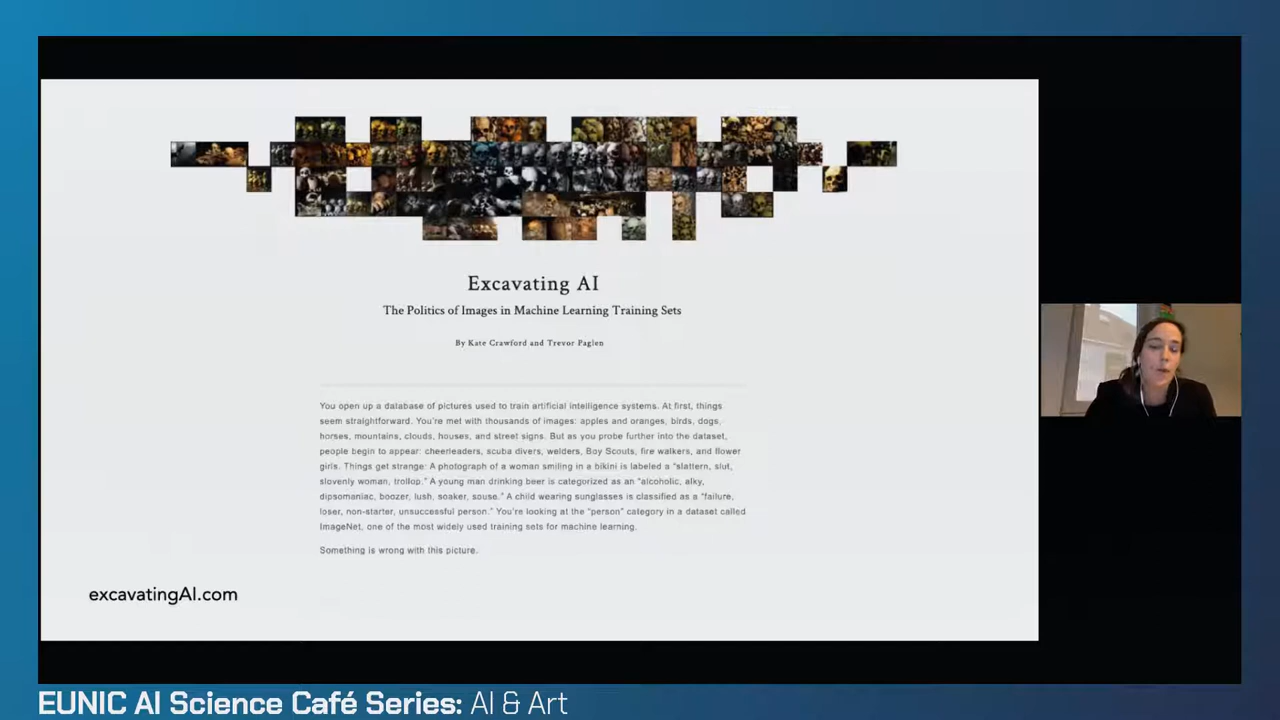 Excavating AI
The Politics of Images in Machine Learning Training Sets
By Kate Crawford and Trevor Paglen
You open up a database of pictures used to train artificial intelligence systems. At first, things
seem straightforward. You're met with thousands of images: apples and oranges, birds, dogs,
horses, mountains, clouds, houses, and street signs. But as you probe further into the dataset,
people begin to appear: cheerleaders, scuba divers, welders, Boy Scouts, fire walkers, and flower
girls. Things get strange: A photograph of a woman smiling in a bikini is labeled a "slattern, slut,
slovenly woman, trollop." A young man drinking beer is categorized as an "alcoholic, alky,
dipsomaniac, boozer, lush, soaker, souse." A child wearing sunglasses is classified as a "failure,
loser, non-starter, unsuccessful person." You're looking at the "person" category in a dataset called
ImageNet, one of the most widely used training sets for machine learning.
Something is wrong with this picture.
excavatingAI.com
EUNIC AI Science Café Series: AI & Art